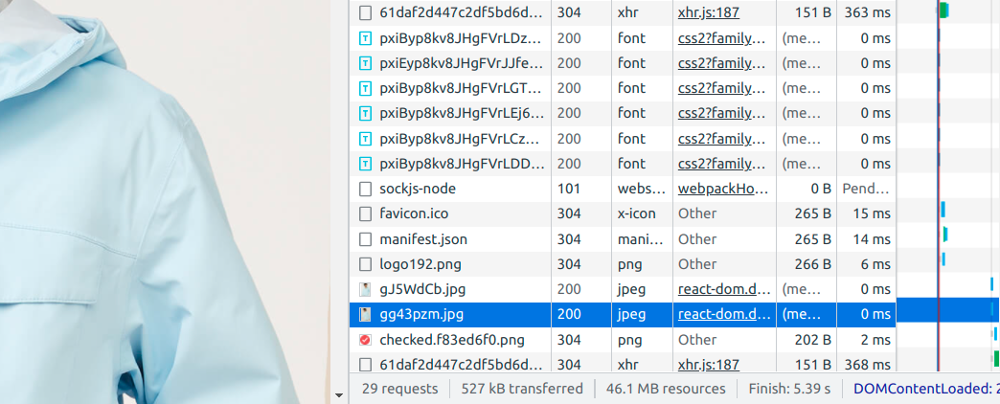 61daf2d447c2df5bd6d... 304 xhr xhr.js:187 151 B 363 ms
pxiByp8kv8JHgFVrLDz... 200 font css2?family... (me... 0 ms
pxiEyp8kv8JHgFVrJJfe... 200 font css2?family... (me... 0 ms
pxiByp8kv8JHgFVrLGT... 200 font css2?family... (me... 0 ms
pxiByp8kv8JHgFVrLEj6... 200 font css2?family... (me... 0 ms
pxiByp8kv8JHgFVrLCz... 200 font css2?family... (me... 0 ms
pxiByp8kv8JHgFVrLDD... 200 font css2?family... (me... 0 ms
sockjs-node 101 webs... webpackHo... 0 B Pend...
favicon.ico 304 x-icon Other 265 B 15 ms
manifest.json 304 mani... Other 265 B 14 ms
logo192.png 304 png Other 266 B 6 ms
gJ5WdCb.jpg 200 jpeg react-dom.d... (me... 0 ms
gg43pzm.jpg 200 jpeg react-dom.d... (me... 0 ms
checked.f83ed6f0.png 304 png Other 202 B 2 ms
61daf2d447c2df5bd6d... 304 xhr xhr.js:187 151 B 368 ms
29 requests 527 kB transferred 46.1 MB resources Finish: 5.39 s DOMContentLoaded: 2